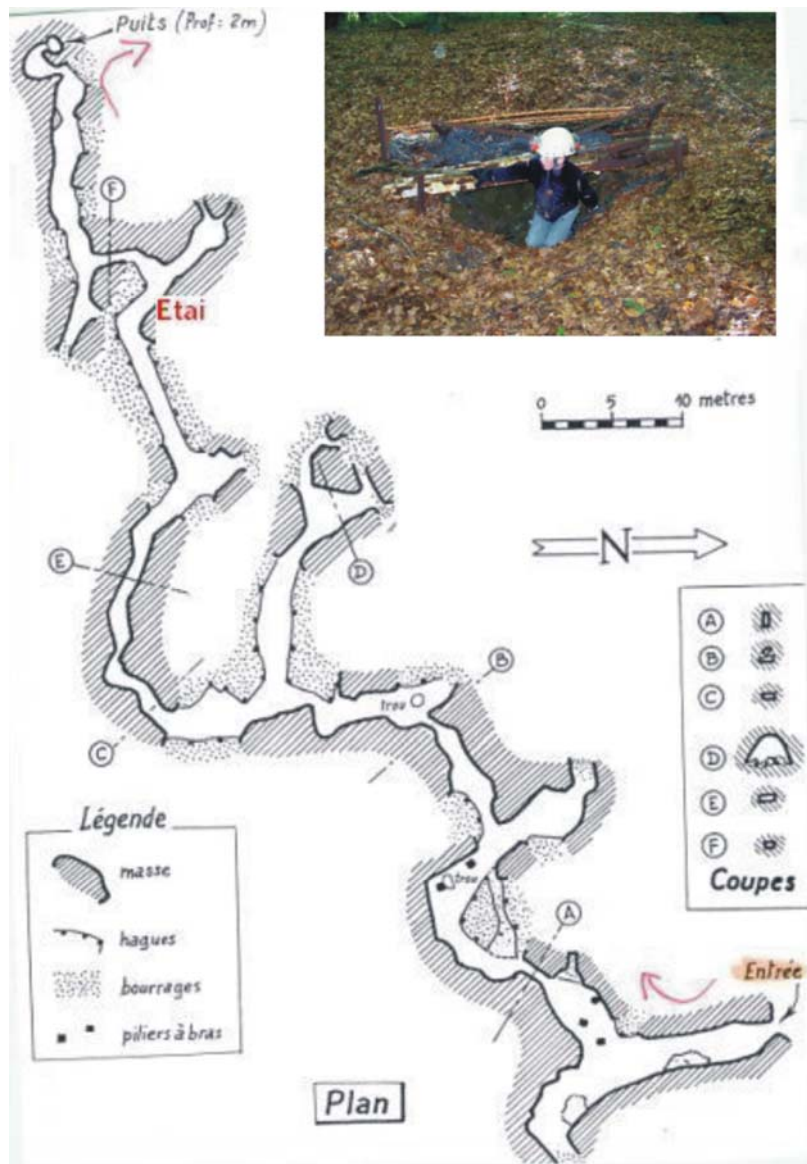 Puits (Prof: 2m)
F
Etai
0 5 10 metres
N
E
D
B
trou
C
A
B
C
D
E
F
Coupes
Légende
masse
hagues
bourrages
piliers à bras
trou
A
Entrée
Plan